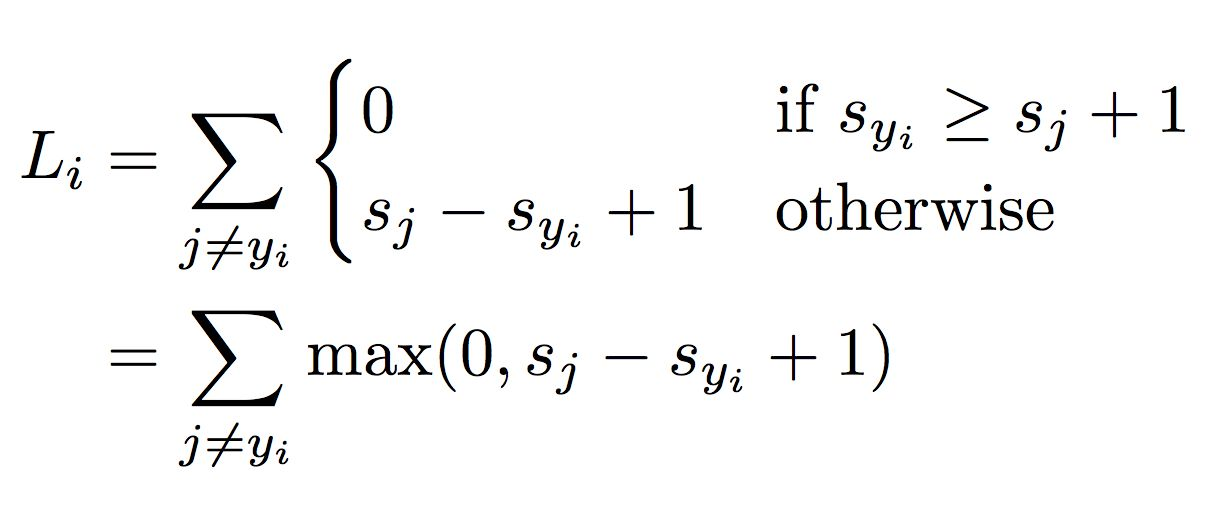 $L_i = \sum_{j \neq y_i} \begin{cases} 0 & \text{if } s_{y_i} \geq s_j + 1 \\ s_j - s_{y_i} + 1 & \text{otherwise} \end{cases}$
$= \sum_{j \neq y_i} \max(0, s_j - s_{y_i} + 1)$